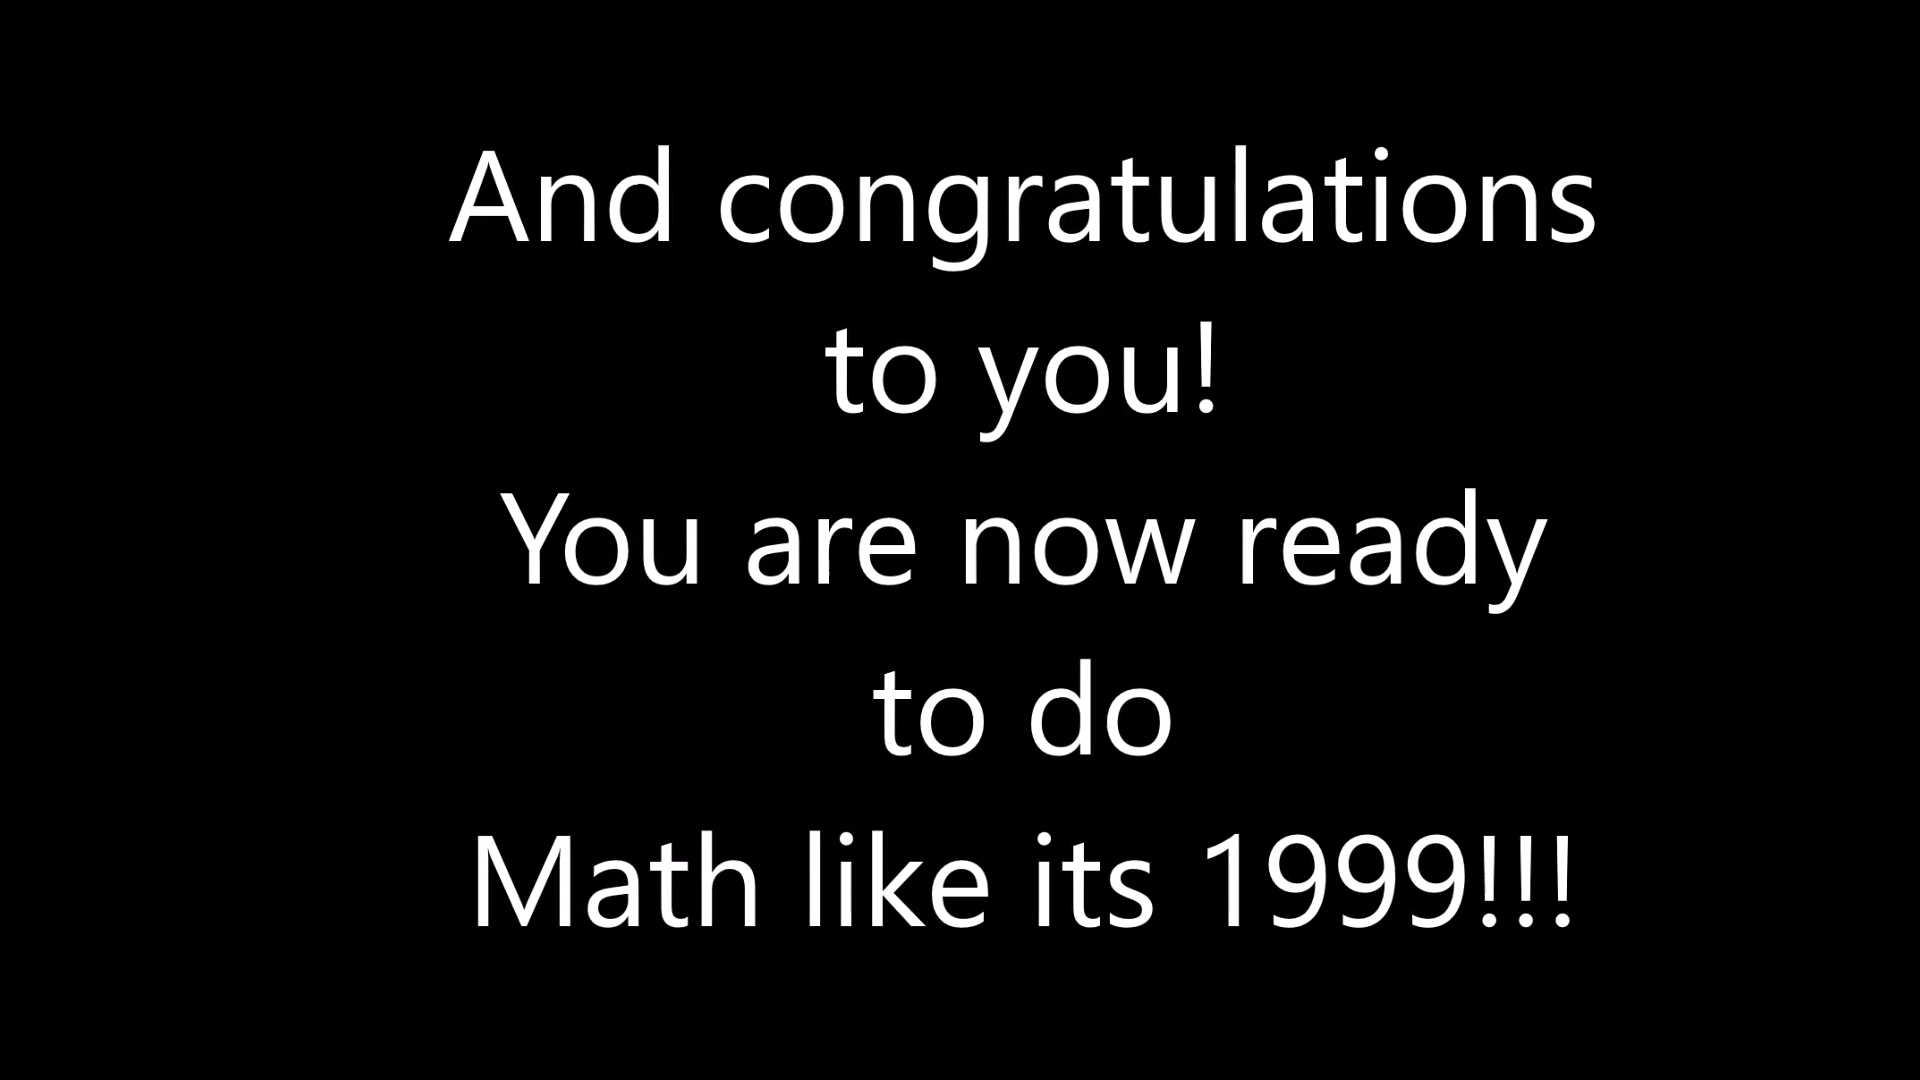 And congratulations
to you!
You are now ready
to do
Math like its 1999!!!